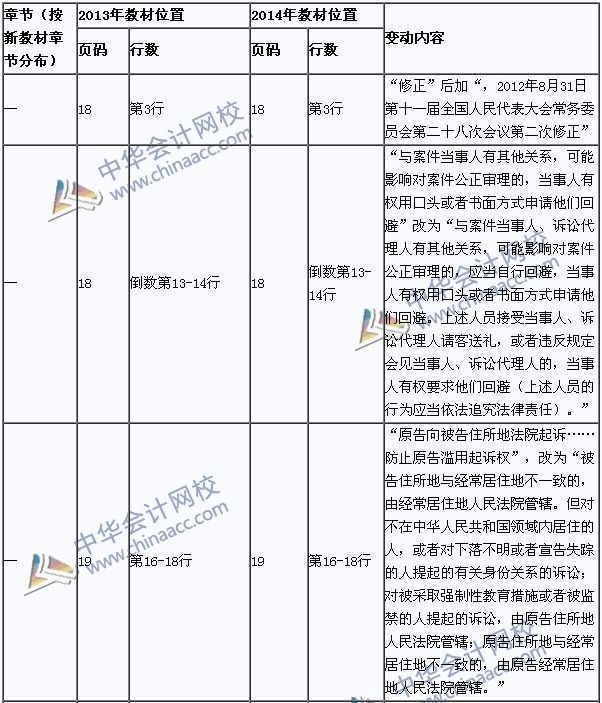 章节（按新教材章节分布）
2013年教材位置
2014年教材位置
变动内容
页码
行数
页码
行数
一
18
第3行
18
第3行
“修正”后加“，2012年8月31日
第十一届全国人民代表大会常务委
员会第二十八次会议第二次修正”
一
18
倒数第13-14行
18
倒数第13-
14行
“与案件当事人有其他关系，可能
影响对案件公正审理的，当事人有
权用口头或者书面方式申请他们回
避”改为“与案件当事人、诉讼代
理人有其他关系，可能影响对案件
公正审理的，应当自行回避，当事
人有权用口头或者书面方式申请他
们回避。上述人员接受当事人、诉
讼代理人请客送礼，或者违反规定
会见当事人、诉讼代理人的，当事
人有权要求他们回避（上述人员的
行为应当依法追究法律责任）。”
一
19
第16-18行
19
第16-18行
“原告向被告住所地法院起诉……
防止原告滥用起诉权”，改为“被
告住所地与经常居住地不一致的，
由经常居住地人民法院管辖。但对
不在中华人民共和国领域内居住的
人，或者对下落不明或者宣告失踪
的人提起的有关身份关系的诉讼；
对被采取强制性教育措施或者被监
禁的人提起的诉讼，由原告住所地
人民法院管辖；原告住所地与经常
居住地不一致的，由原告经常居住
地人民法院管辖。”
中华会计网校
www.chinaacc.com
中华会计网校
www.chinaacc.com
中华会计网校
www.chinaacc.com
中华会计网校
www.chinaacc.com